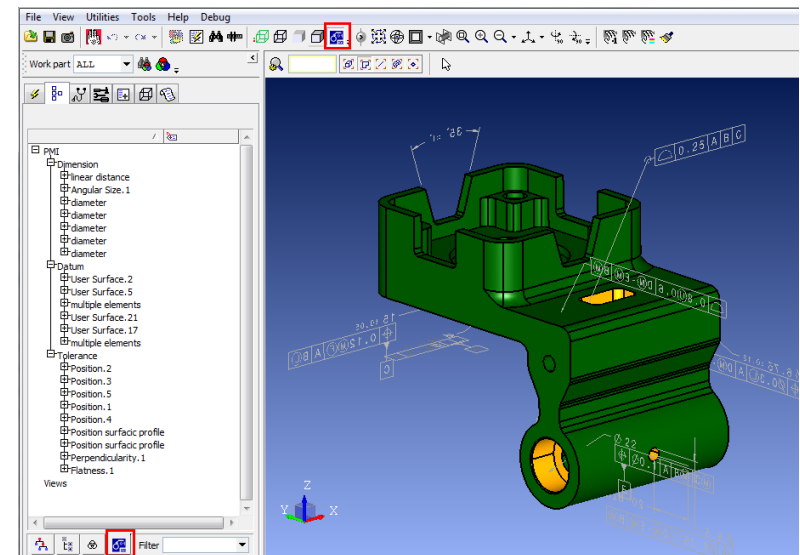 File View Utilities Tools Help Debug
Work part ALL
PMI
Dimension
linear distance
Angular Size.1
diameter
diameter
diameter
diameter
diameter
Datum
User Surface.2
User Surface.5
multiple elements
User Surface.21
User Surface.17
multiple elements
Tolerance
Position.2
Position.3
Position.5
Position.1
Position.4
Position surfacic profile
Position surfacic profile
Perpendicularity.1
Flatness.1
Views
Filter
0.25 A B C
Ø 22
Z
Y
X